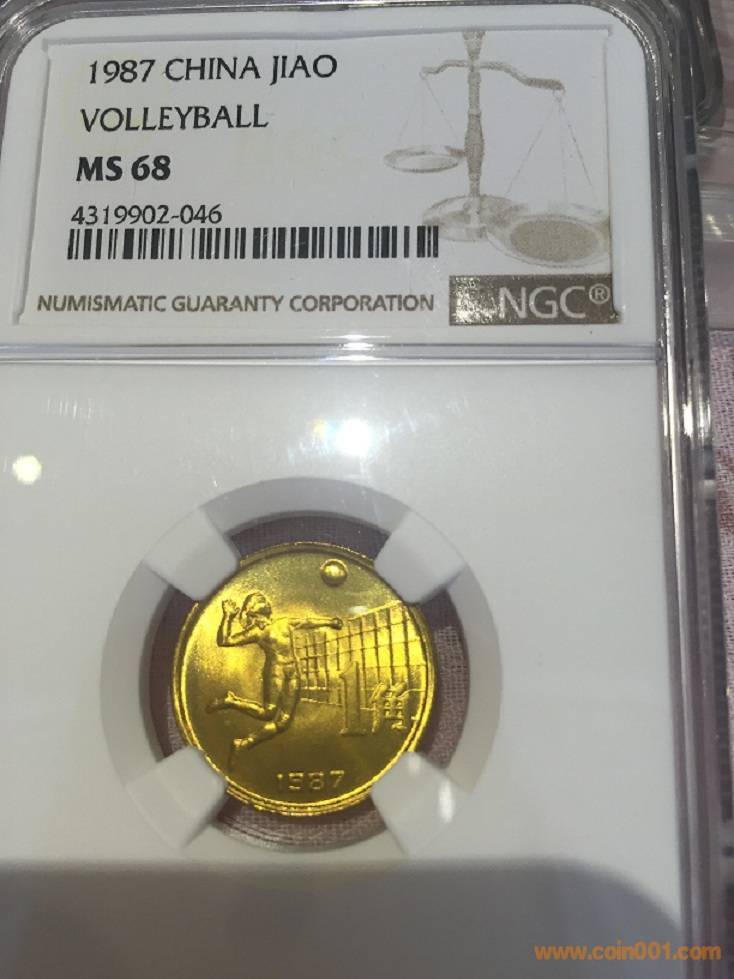 1987 CHINA JIAO
VOLLEYBALL
MS 68
4319902-046
NUMISMATIC GUARANTY CORPORATION
NGC®
1角
1987
www.coin001.com